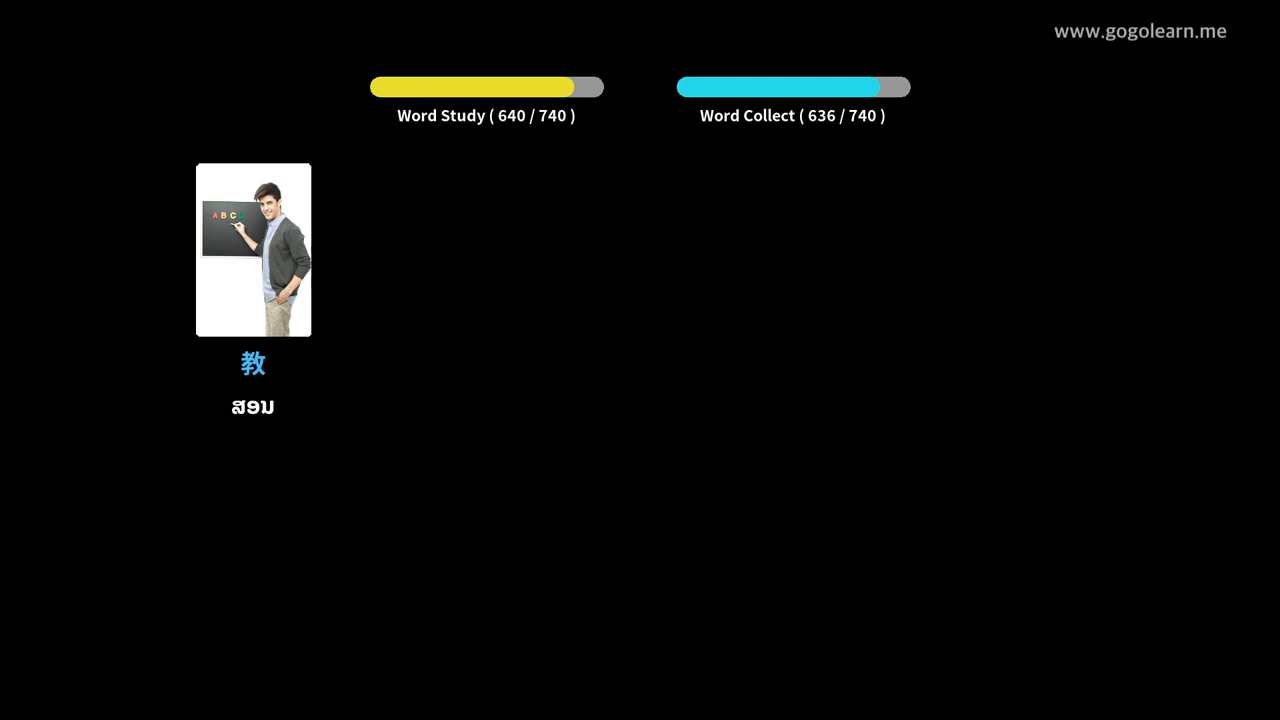 www.gogolearn.me
Word Study ( 640 / 740 )
Word Collect ( 636 / 740 )
A B C D
教
ສອນ